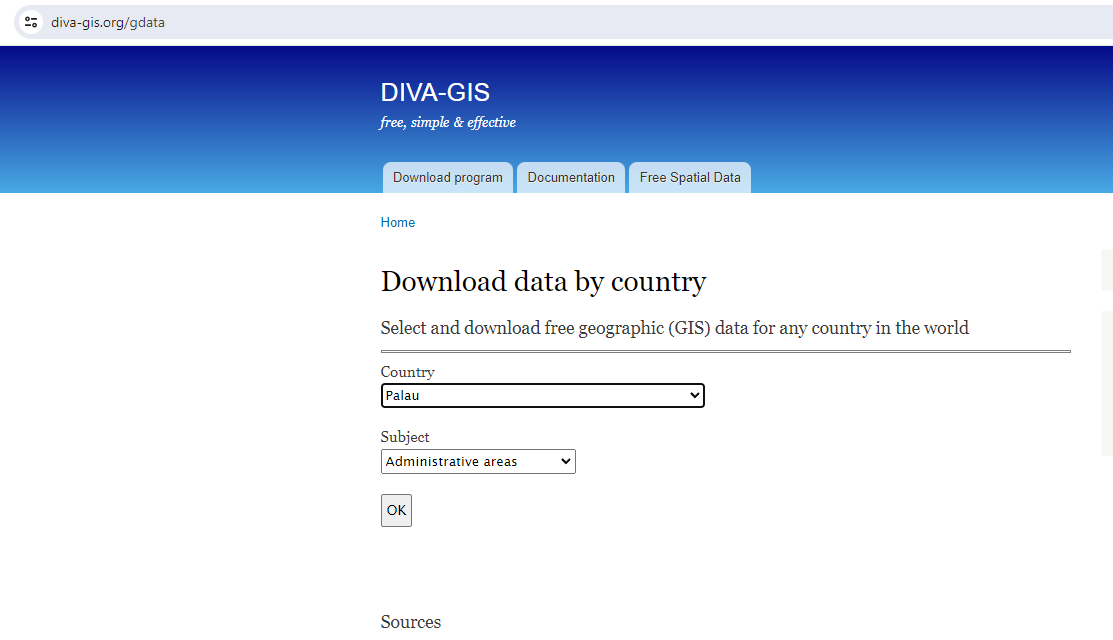 diva-gis.org/gdata
DIVA-GIS
free, simple & effective
Download program
Documentation
Free Spatial Data
Home
Download data by country
Select and download free geographic (GIS) data for any country in the world
Country
Palau
Subject
Administrative areas
OK
Sources